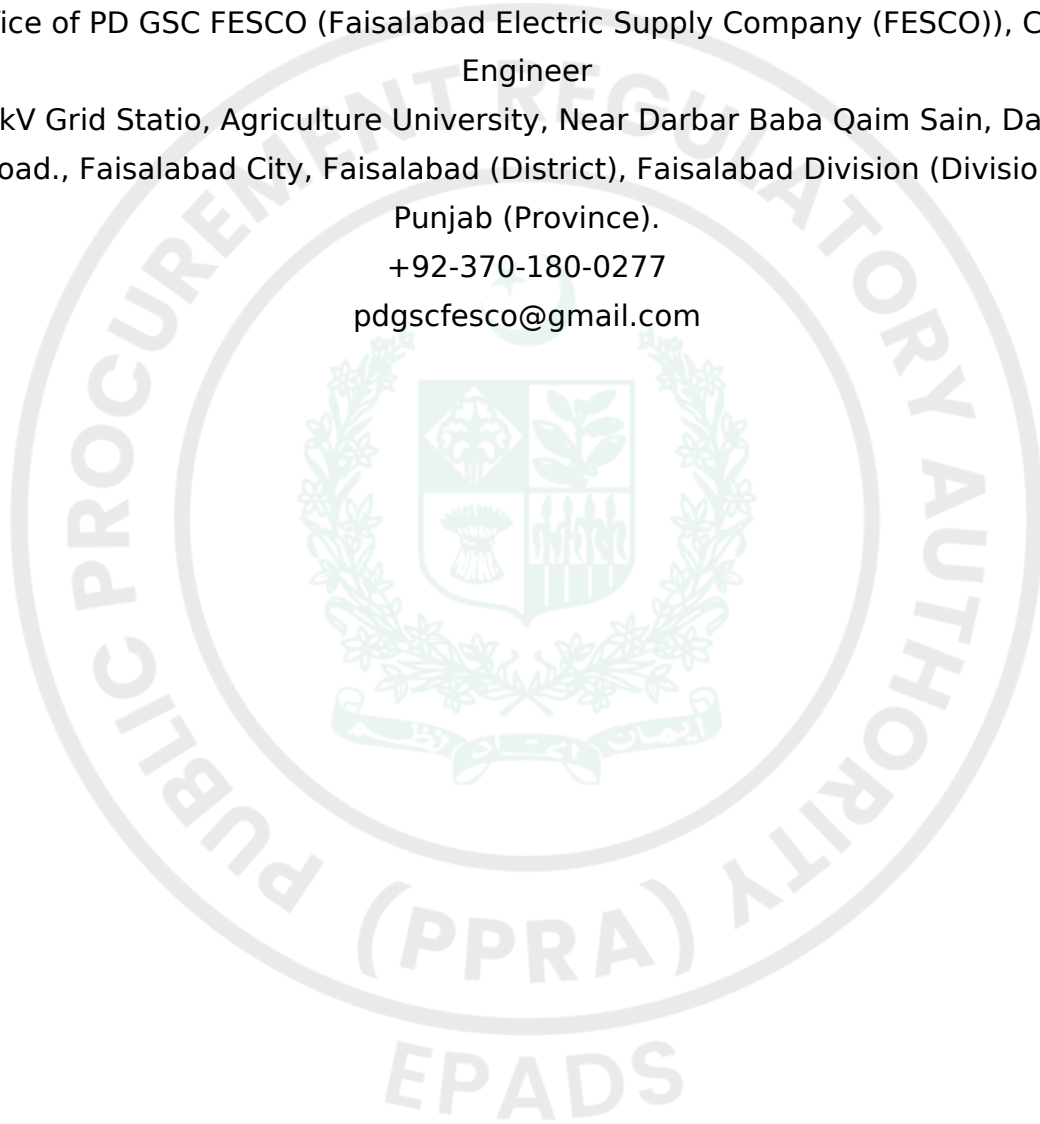 fice of PD GSC FESCO (Faisalabad Electric Supply Company (FESCO)), C
Engineer
kV Grid Statio, Agriculture University, Near Darbar Baba Qaim Sain, Da
oad., Faisalabad City, Faisalabad (District), Faisalabad Division (Divisio
Punjab (Province).
+92-370-180-0277
pdgscfesco@gmail.com
PUBLIC PROCUREMENT REGULATORY AUTHORITY
(PPRA)
EPADS